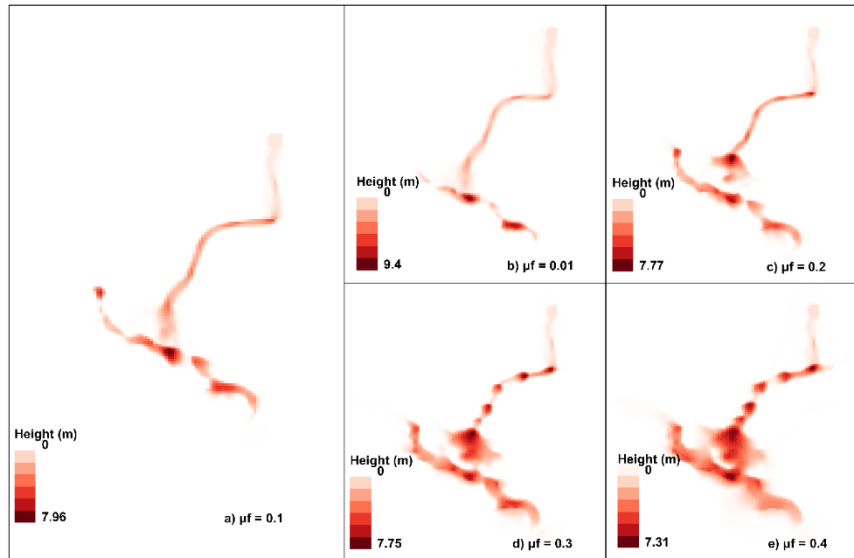 Height (m)
0
7.96
a) µf = 0.1
Height (m)
0
9.4
b) µf = 0.01
Height (m)
0
7.77
c) µf = 0.2
Height (m)
0
7.75
d) µf = 0.3
Height (m)
0
7.31
e) µf = 0.4